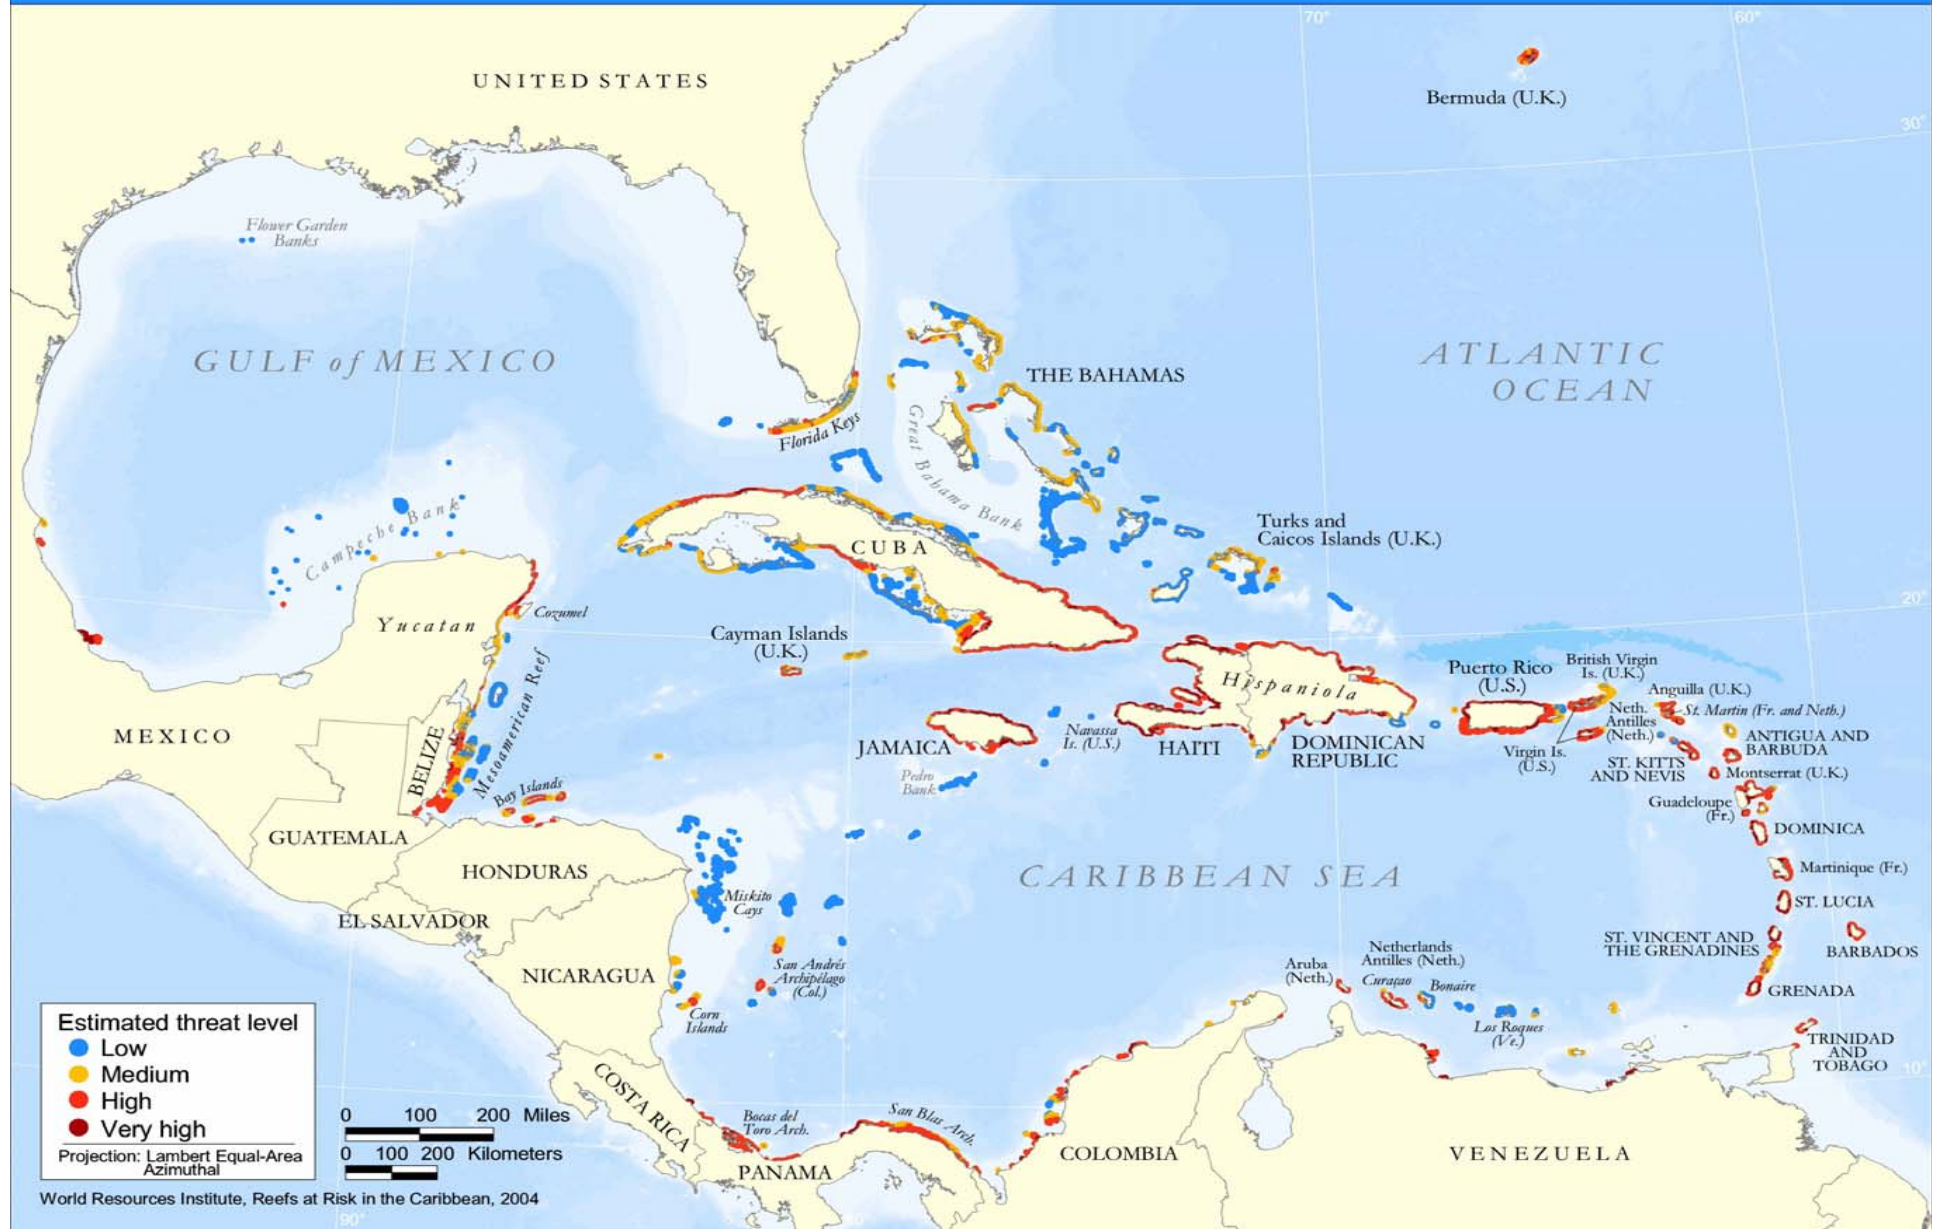 70°
60°
UNITED STATES
Bermuda (U.K.)
30°
Flower Garden
Banks
GULF of MEXICO
ATLANTIC
OCEAN
THE BAHAMAS
Florida Keys
Great Bahama Bank
Campeche Bank
Turks and
Caicos Islands (U.K.)
CUBA
20°
Cozumel
Yucatan
Cayman Islands
(U.K.)
Mesoamerican Reef
Hispaniola
Puerto Rico
(U.S.)
British Virgin
Is. (U.K.)
Anguilla (U.K.)
St. Martin (Fr. and Neth.)
Neth.
Antilles
(Neth.)
Virgin Is.
(U.S.)
ANTIGUA AND
BARBUDA
ST. KITTS
AND NEVIS
Montserrat (U.K.)
Guadeloupe
(Fr.)
MEXICO
BELIZE
JAMAICA
Navassa
Is. (U.S.)
HAITI
DOMINICAN
REPUBLIC
Pedro
Bank
Bay Islands
GUATEMALA
DOMINICA
HONDURAS
CARIBBEAN SEA
Martinique (Fr.)
Miskito
Cays
ST. LUCIA
EL SALVADOR
ST. VINCENT AND
THE GRENADINES
BARBADOS
NICARAGUA
San Andrés
Archipélago
(Col.)
Netherlands
Antilles (Neth.)
Aruba
(Neth.)
Curaçao
Bonaire
GRENADA
Corn
Islands
Los Roques
(Ve.)
TRINIDAD
AND
TOBAGO
10°
COSTA RICA
Bocas del
Toro Arch.
San Blas Arch.
PANAMA
COLOMBIA
VENEZUELA
Estimated threat level
Low
Medium
High
Very high
Projection: Lambert Equal-Area
Azimuthal
0 100 200 Miles
0 100 200 Kilometers
World Resources Institute, Reefs at Risk in the Caribbean, 2004
90°